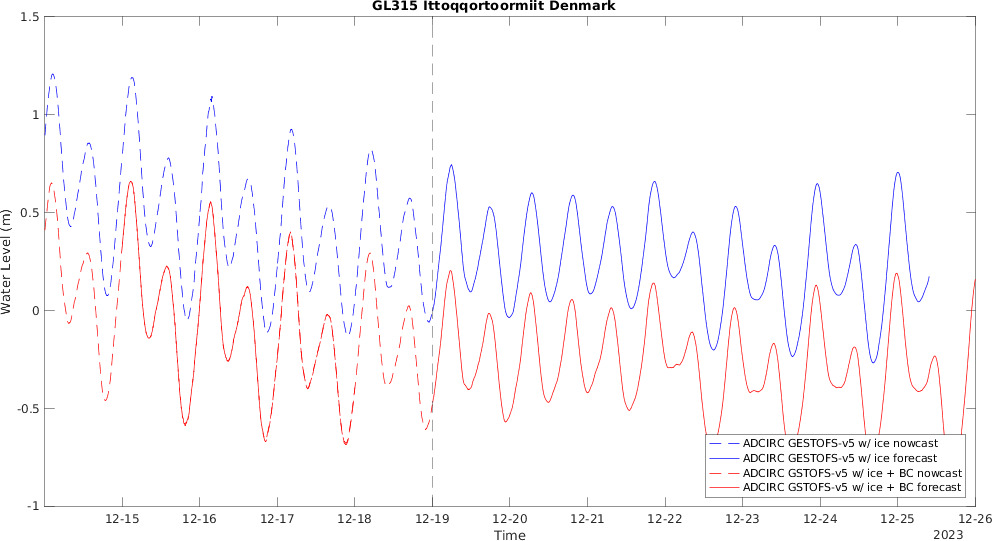 GL315 Ittoqqortoormiit Denmark
1.5
1
0.5
0
-0.5
-1
Water Level (m)
12-15 12-16 12-17 12-18 12-19 12-20 12-21 12-22 12-23 12-24 12-25 12-26
Time
2023
ADCIRC GESTOFS-v5 w/ ice nowcast
ADCIRC GESTOFS-v5 w/ ice forecast
ADCIRC GSTOFS-v5 w/ ice + BC nowcast
ADCIRC GSTOFS-v5 w/ ice + BC forecast